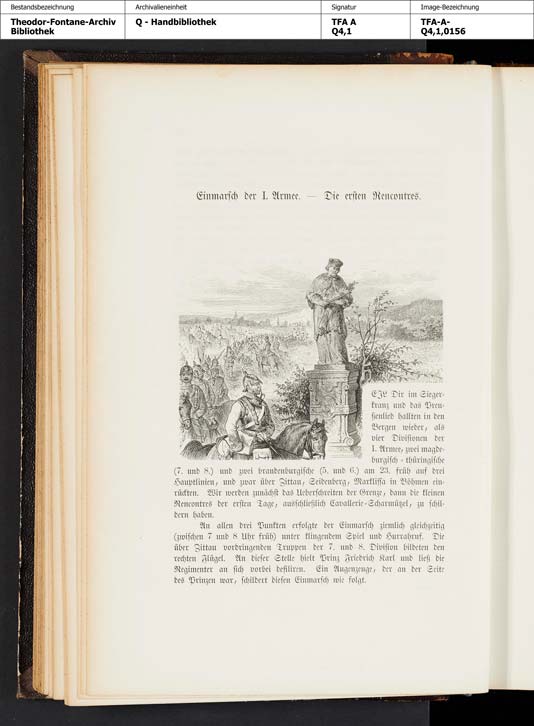 Bestandsbezeichnung
Archivalieneinheit
Signatur
Image-Bezeichnung
Theodor-Fontane-Archiv
Bibliothek
Q - Handbibliothek
TFA A
Q4,1
TFA-A-
Q4,1,0156
Einmarsch der I. Armee. — Die ersten Rencontres.
Dir im Sieger-
kranz und das Preu-
ßenlied hallten in den
Bergen wieder, als
vier Divisionen der
I. Armee, zwei magde-
burgisch-thüringische
(7. und 8.) und zwei brandenburgische (5. und 6.) am 23. früh auf drei
Hauptlinien, und zwar über Zittau, Seidenberg, Marklissa in Böhmen ein-
rückten. Wir werden zunächst das Ueberschreiten der Grenze, dann die kleinen
Rencontres der ersten Tage, ausschließlich Cavallerie-Scharmützel, zu schil-
dern haben.
An allen drei Punkten erfolgte der Einmarsch ziemlich gleichzeitig
(zwischen 7 und 8 Uhr früh) unter klingendem Spiel und Hurrahruf. Die
über Zittau vordringenden Truppen der 7. und 8. Division bildeten den
rechten Flügel. An dieser Stelle hielt Prinz Friedrich Karl und ließ die
Regimenter an sich vorbei defiliren. Ein Augenzeuge, der an der Seite
des Prinzen war, schildert diesen Einmarsch wie folgt.